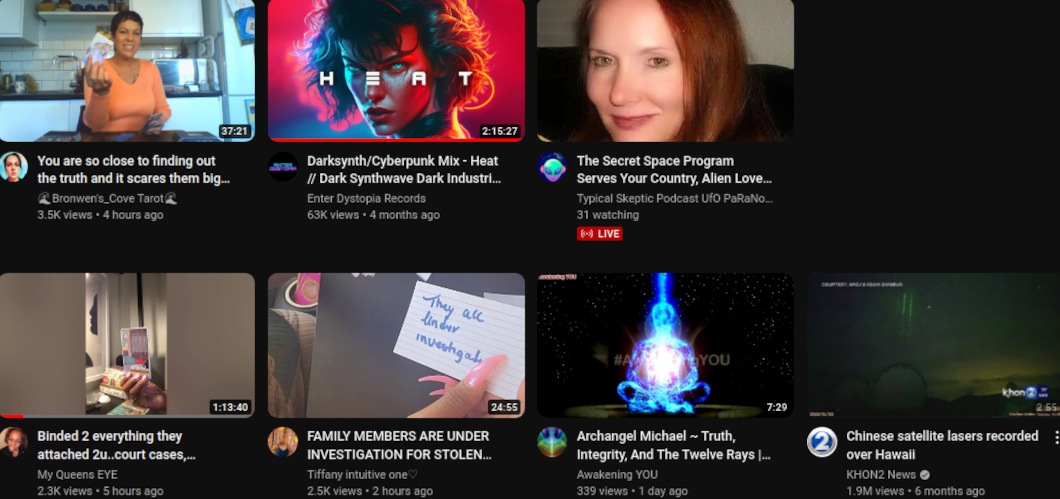 37:21
H E A T
2:15:27
You are so close to finding out
the truth and it scares them big...
🌊Bronwen's_Cove Tarot🌊
3.5K views • 4 hours ago
Darksynth/Cyberpunk Mix - Heat
// Dark Synthwave Dark Industri...
Enter Dystopia Records
63K views • 4 months ago
The Secret Space Program
Serves Your Country, Alien Love...
Typical Skeptic Podcast UfO PaRaNo...
31 watching
LIVE
1:13:40
They all
Under
investigat
24:55
Awakening YOU
#AWA YOU
7:29
COURTESY:
khon 2
2:55
Binded 2 everything they
attached 2u..court cases,...
My Queens EYE
2.3K views • 5 hours ago
FAMILY MEMBERS ARE UNDER
INVESTIGATION FOR STOLEN...
Tiffany intuitive one♡
2.5K views • 2 hours ago
Archangel Michael ~ Truth,
Integrity, And The Twelve Rays |...
Awakening YOU
339 views • 1 day ago
2
Chinese satellite lasers recorded
over Hawaii
KHON2 News
1.9M views • 6 months ago